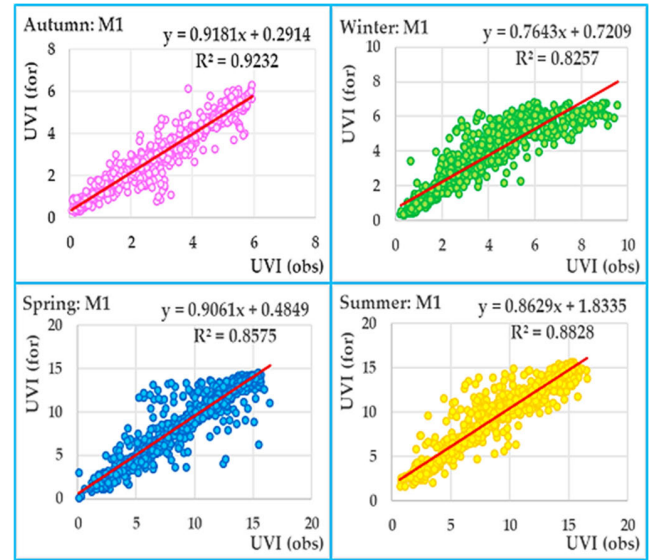 Autumn: M1
y = 0.9181x + 0.2914
R² = 0.9232
UVI (for)
8
6
4
2
0
0 2 4 6 8
UVI (obs)
Winter: M1
y = 0.7643x + 0.7209
R² = 0.8257
UVI (for)
10
8
6
4
2
0
0 2 4 6 8 10
UVI (obs)
Spring: M1
y = 0.9061x + 0.4849
R² = 0.8575
UVI (for)
20
15
10
5
0
0 5 10 15 20
UVI (obs)
Summer: M1
y = 0.8629x + 1.8335
R² = 0.8828
UVI (for)
20
15
10
5
0
0 5 10 15 20
UVI (obs)